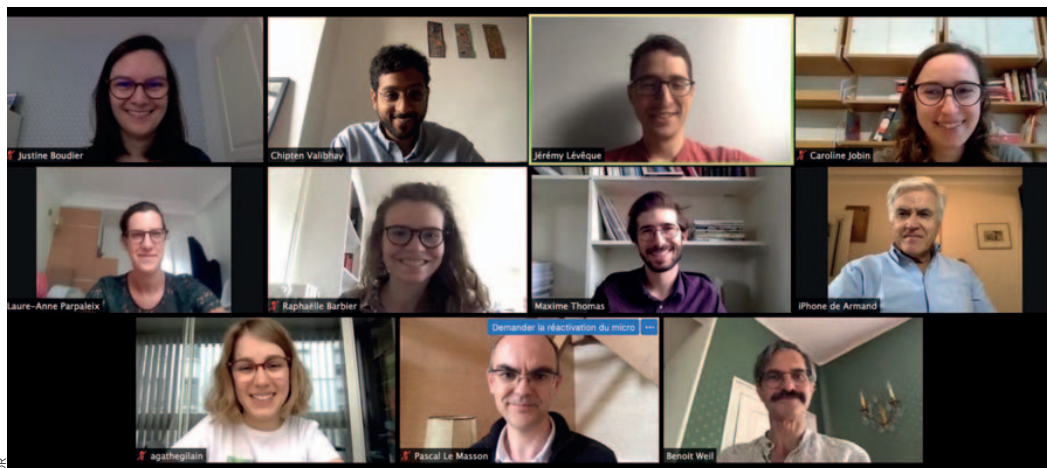 Justine Boudier
Chipten Valibhay
Jérémy Lévêque
Caroline Jobin
Laure-Anne Parpaleix
Raphaëlle Barbier
Maxime Thomas
iPhone de Armand
Demander la réactivation du micro
agathegilain
Pascal Le Masson
Benoit Weil